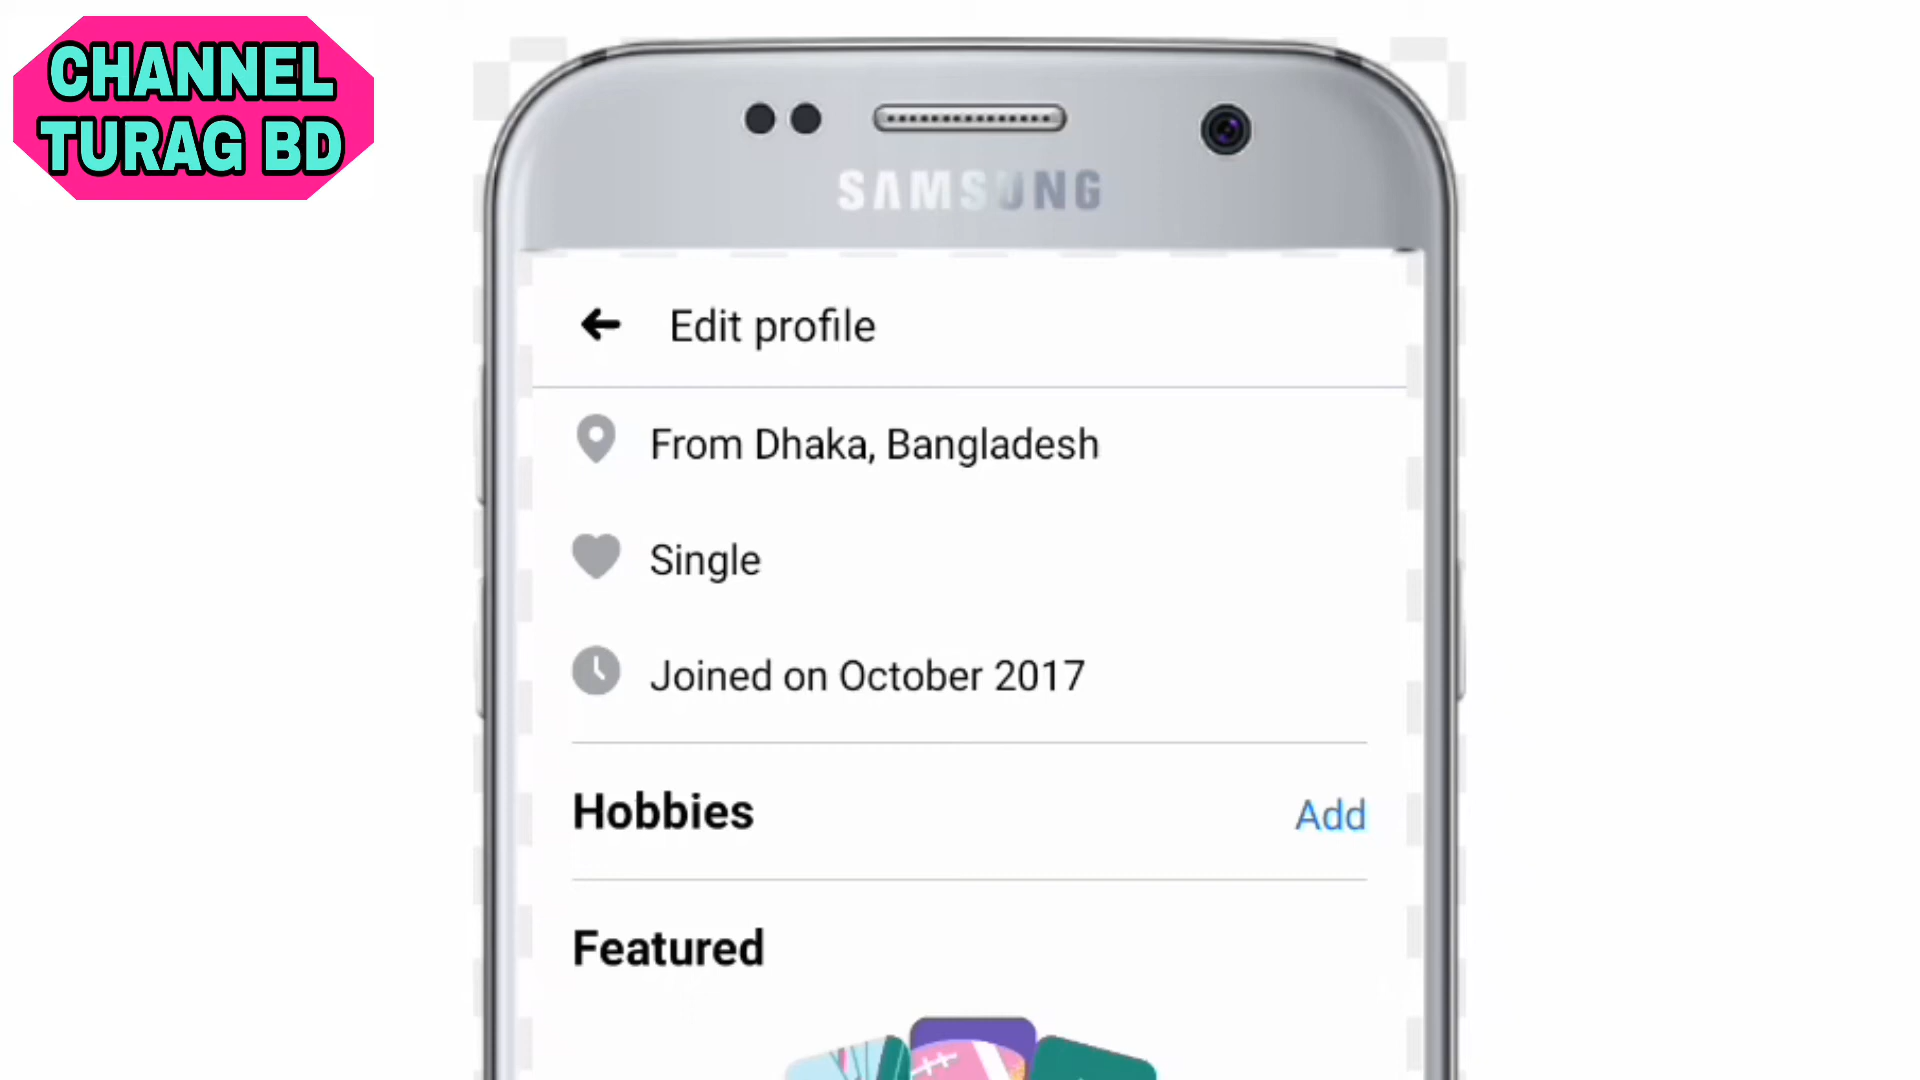 CHANNEL
TURAG BD
SAMSUNG
Edit profile
From Dhaka, Bangladesh
Single
Joined on October 2017
Hobbies
Add
Featured